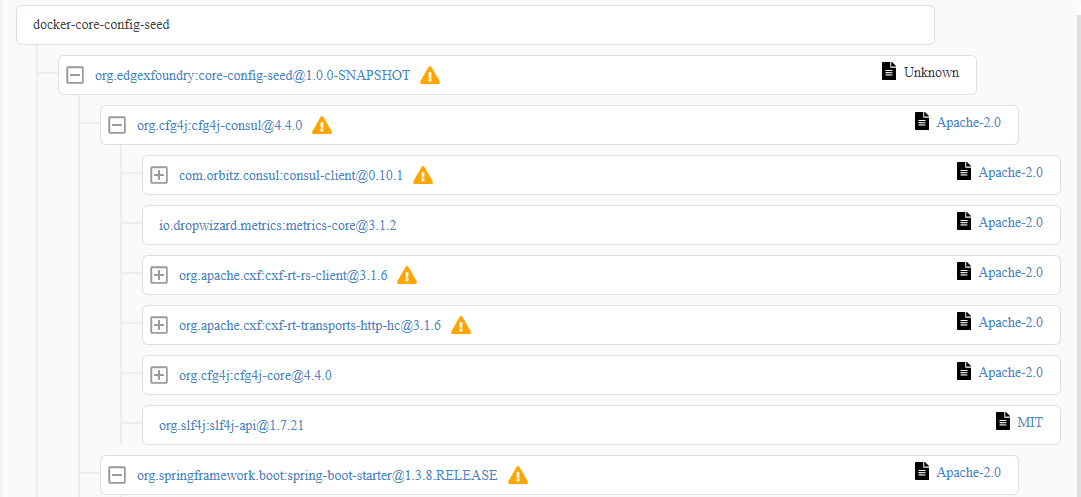 docker-core-config-seed
org.edgexfoundry:core-config-seed@1.0.0-SNAPSHOT Unknown
org.cfg4j:cfg4j-consul@4.4.0 Apache-2.0
com.orbitz.consul:consul-client@0.10.1 Apache-2.0
io.dropwizard.metrics:metrics-core@3.1.2 Apache-2.0
org.apache.cxf:cxf-rt-rs-client@3.1.6 Apache-2.0
org.apache.cxf:cxf-rt-transports-http-hc@3.1.6 Apache-2.0
org.cfg4j:cfg4j-core@4.4.0 Apache-2.0
org.slf4j:slf4j-api@1.7.21 MIT
org.springframework.boot:spring-boot-starter@1.3.8.RELEASE Apache-2.0